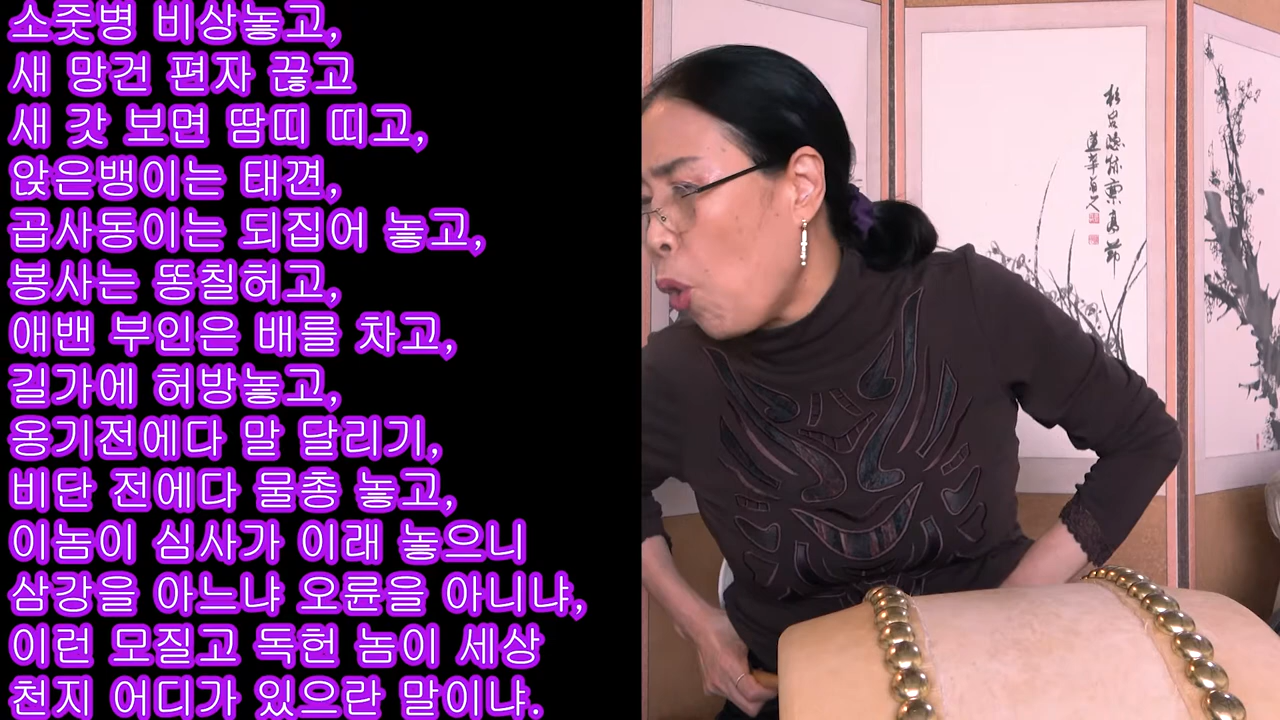 소줏병 비상놓고,
새 망건 편자 끊고
새 갓 보면 땀띠 띠고,
앉은뱅이는 태껸,
곱사동이는 되집어 놓고,
봉사는 똥칠허고,
애밴 부인은 배를 차고,
길가에 허방놓고,
옹기전에다 말 달리기,
비단 전에다 물총 놓고,
이놈이 심사가 이래 놓으니
삼강을 아느냐 오륜을 아니냐,
이런 모질고 독헌 놈이 세상
천지 어디가 있으란 말이냐.